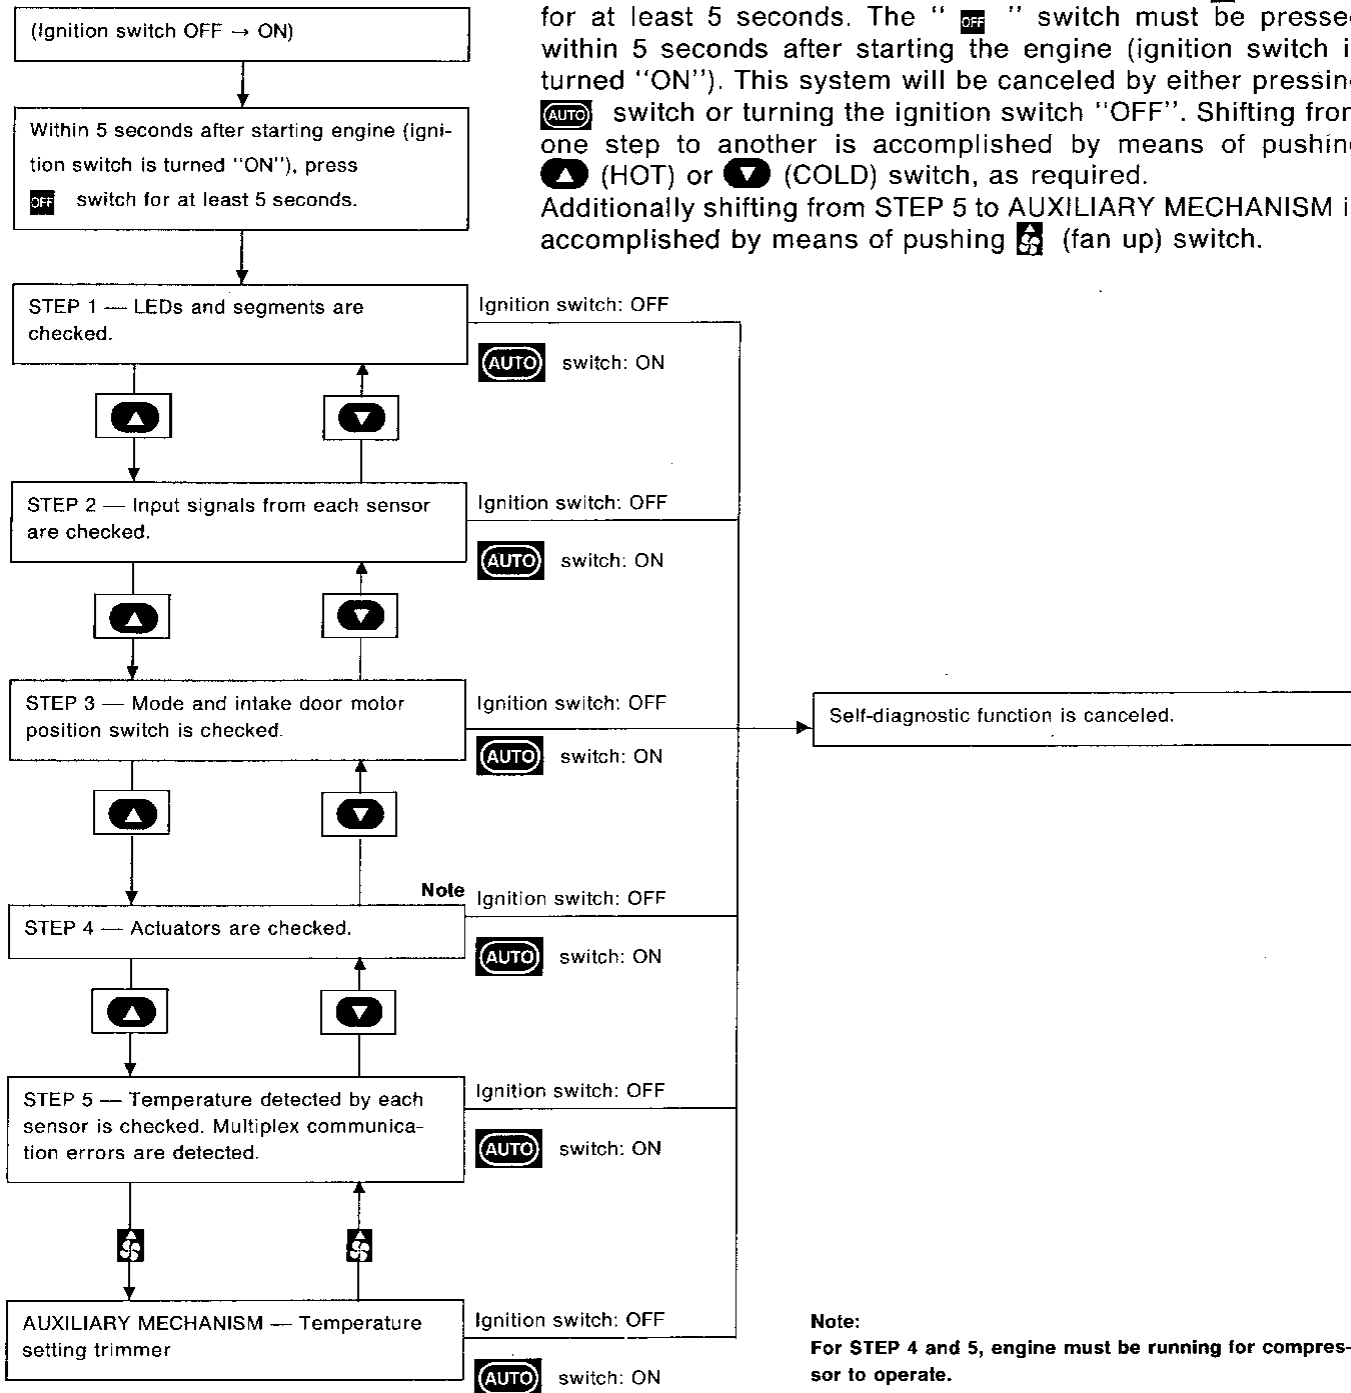 (Ignition switch OFF → ON)
Within 5 seconds after starting engine (igni-
tion switch is turned "ON"), press
OFF switch for at least 5 seconds.
for at least 5 seconds. The " OFF " switch must be presse
within 5 seconds after starting the engine (ignition switch i
turned "ON"). This system will be canceled by either pressin
AUTO switch or turning the ignition switch "OFF". Shifting fro
one step to another is accomplished by means of pushin
▲ (HOT) or ▼ (COLD) switch, as required.
Additionally shifting from STEP 5 to AUXILIARY MECHANISM i
accomplished by means of pushing (fan up) switch.
STEP 1 — LEDs and segments are
checked.
Ignition switch: OFF
AUTO switch: ON
STEP 2 — Input signals from each sensor
are checked.
Ignition switch: OFF
AUTO switch: ON
STEP 3 — Mode and intake door motor
position switch is checked.
Ignition switch: OFF
AUTO switch: ON
Self-diagnostic function is canceled.
Note
STEP 4 — Actuators are checked.
Ignition switch: OFF
AUTO switch: ON
STEP 5 — Temperature detected by each
sensor is checked. Multiplex communica-
tion errors are detected.
Ignition switch: OFF
AUTO switch: ON
AUXILIARY MECHANISM — Temperature
setting trimmer
Ignition switch: OFF
AUTO switch: ON
Note:
For STEP 4 and 5, engine must be running for compres-
sor to operate.